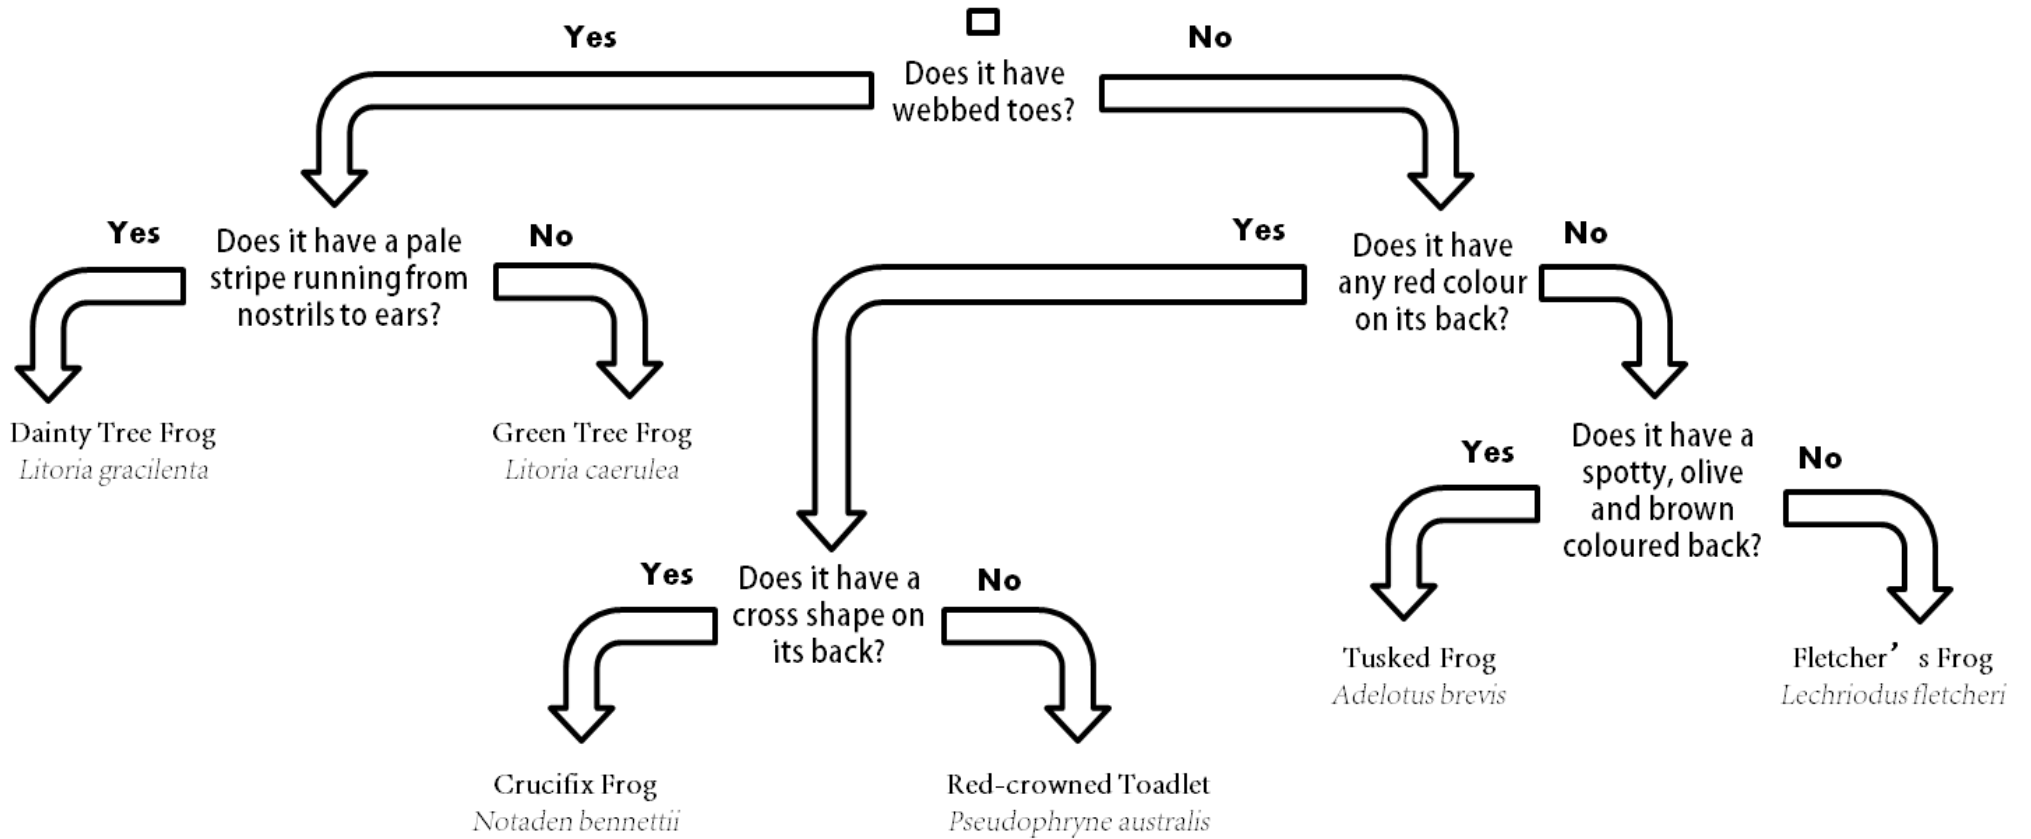 Yes
Does it have
webbed toes?
No
Yes
Does it have a pale
stripe running from
nostrils to ears?
No
Yes
Does it have
any red colour
on its back?
No
Dainty Tree Frog
Litoria gracilenta
Green Tree Frog
Litoria caerulea
Yes
Does it have a
spotty, olive
and brown
coloured back?
No
Yes
Does it have a
cross shape on
its back?
No
Tusked Frog
Adelotus brevis
Fletcher’ s Frog
Lechriodus fletcheri
Crucifix Frog
Notaden bennettii
Red-crowned Toadlet
Pseudophryne australis